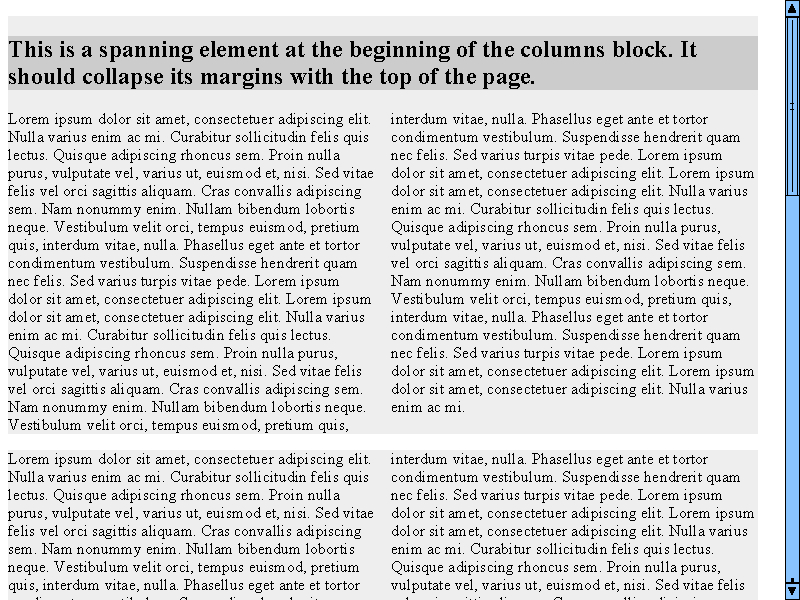 This is a spanning element at the beginning of the columns block. It
should collapse its margins with the top of the page.
Lorem ipsum dolor sit amet, consectetuer adipiscing elit.
Nulla varius enim ac mi. Curabitur sollicitudin felis quis
lectus. Quisque adipiscing rhoncus sem. Proin nulla
purus, vulputate vel, varius ut, euismod et, nisi. Sed vitae
felis vel orci sagittis aliquam. Cras convallis adipiscing
sem. Nam nonummy enim. Nullam bibendum lobortis
neque. Vestibulum velit orci, tempus euismod, pretium
quis, interdum vitae, nulla. Phasellus eget ante et tortor
condimentum vestibulum. Suspendisse hendrerit quam
nec felis. Sed varius turpis vitae pede. Lorem ipsum
dolor sit amet, consectetuer adipiscing elit. Lorem ipsum
dolor sit amet, consectetuer adipiscing elit. Nulla varius
enim ac mi. Curabitur sollicitudin felis quis lectus.
Quisque adipiscing rhoncus sem. Proin nulla purus,
vulputate vel, varius ut, euismod et, nisi. Sed vitae felis
vel orci sagittis aliquam. Cras convallis adipiscing sem.
Nam nonummy enim. Nullam bibendum lobortis neque.
Vestibulum velit orci, tempus euismod, pretium quis,
interdum vitae, nulla. Phasellus eget ante et tortor
condimentum vestibulum. Suspendisse hendrerit quam
nec felis. Sed varius turpis vitae pede. Lorem ipsum
dolor sit amet, consectetuer adipiscing elit. Lorem ipsum
dolor sit amet, consectetuer adipiscing elit. Nulla varius
enim ac mi. Curabitur sollicitudin felis quis lectus.
Quisque adipiscing rhoncus sem. Proin nulla purus,
vulputate vel, varius ut, euismod et, nisi. Sed vitae felis
vel orci sagittis aliquam. Cras convallis adipiscing sem.
Nam nonummy enim. Nullam bibendum lobortis neque.
Vestibulum velit orci, tempus euismod, pretium quis,
interdum vitae, nulla. Phasellus eget ante et tortor
condimentum vestibulum. Suspendisse hendrerit quam
nec felis. Sed varius turpis vitae pede. Lorem ipsum
dolor sit amet, consectetuer adipiscing elit. Nulla varius
enim ac mi.
Lorem ipsum dolor sit amet, consectetuer adipiscing elit.
Nulla varius enim ac mi. Curabitur sollicitudin felis quis
lectus. Quisque adipiscing rhoncus sem. Proin nulla
purus, vulputate vel, varius ut, euismod et, nisi. Sed vitae
felis vel orci sagittis aliquam. Cras convallis adipiscing
sem. Nam nonummy enim. Nullam bibendum lobortis
neque. Vestibulum velit orci, tempus euismod, pretium
quis, interdum vitae, nulla. Phasellus eget ante et tortor
interdum vitae, nulla. Phasellus eget ante et tortor
condimentum vestibulum. Suspendisse hendrerit quam
nec felis. Sed varius turpis vitae pede. Lorem ipsum
dolor sit amet, consectetuer adipiscing elit. Lorem ipsum
dolor sit amet, consectetuer adipiscing elit. Nulla varius
enim ac mi. Curabitur sollicitudin felis quis lectus.
Quisque adipiscing rhoncus sem. Proin nulla purus,
vulputate vel, varius ut, euismod et, nisi. Sed vitae felis